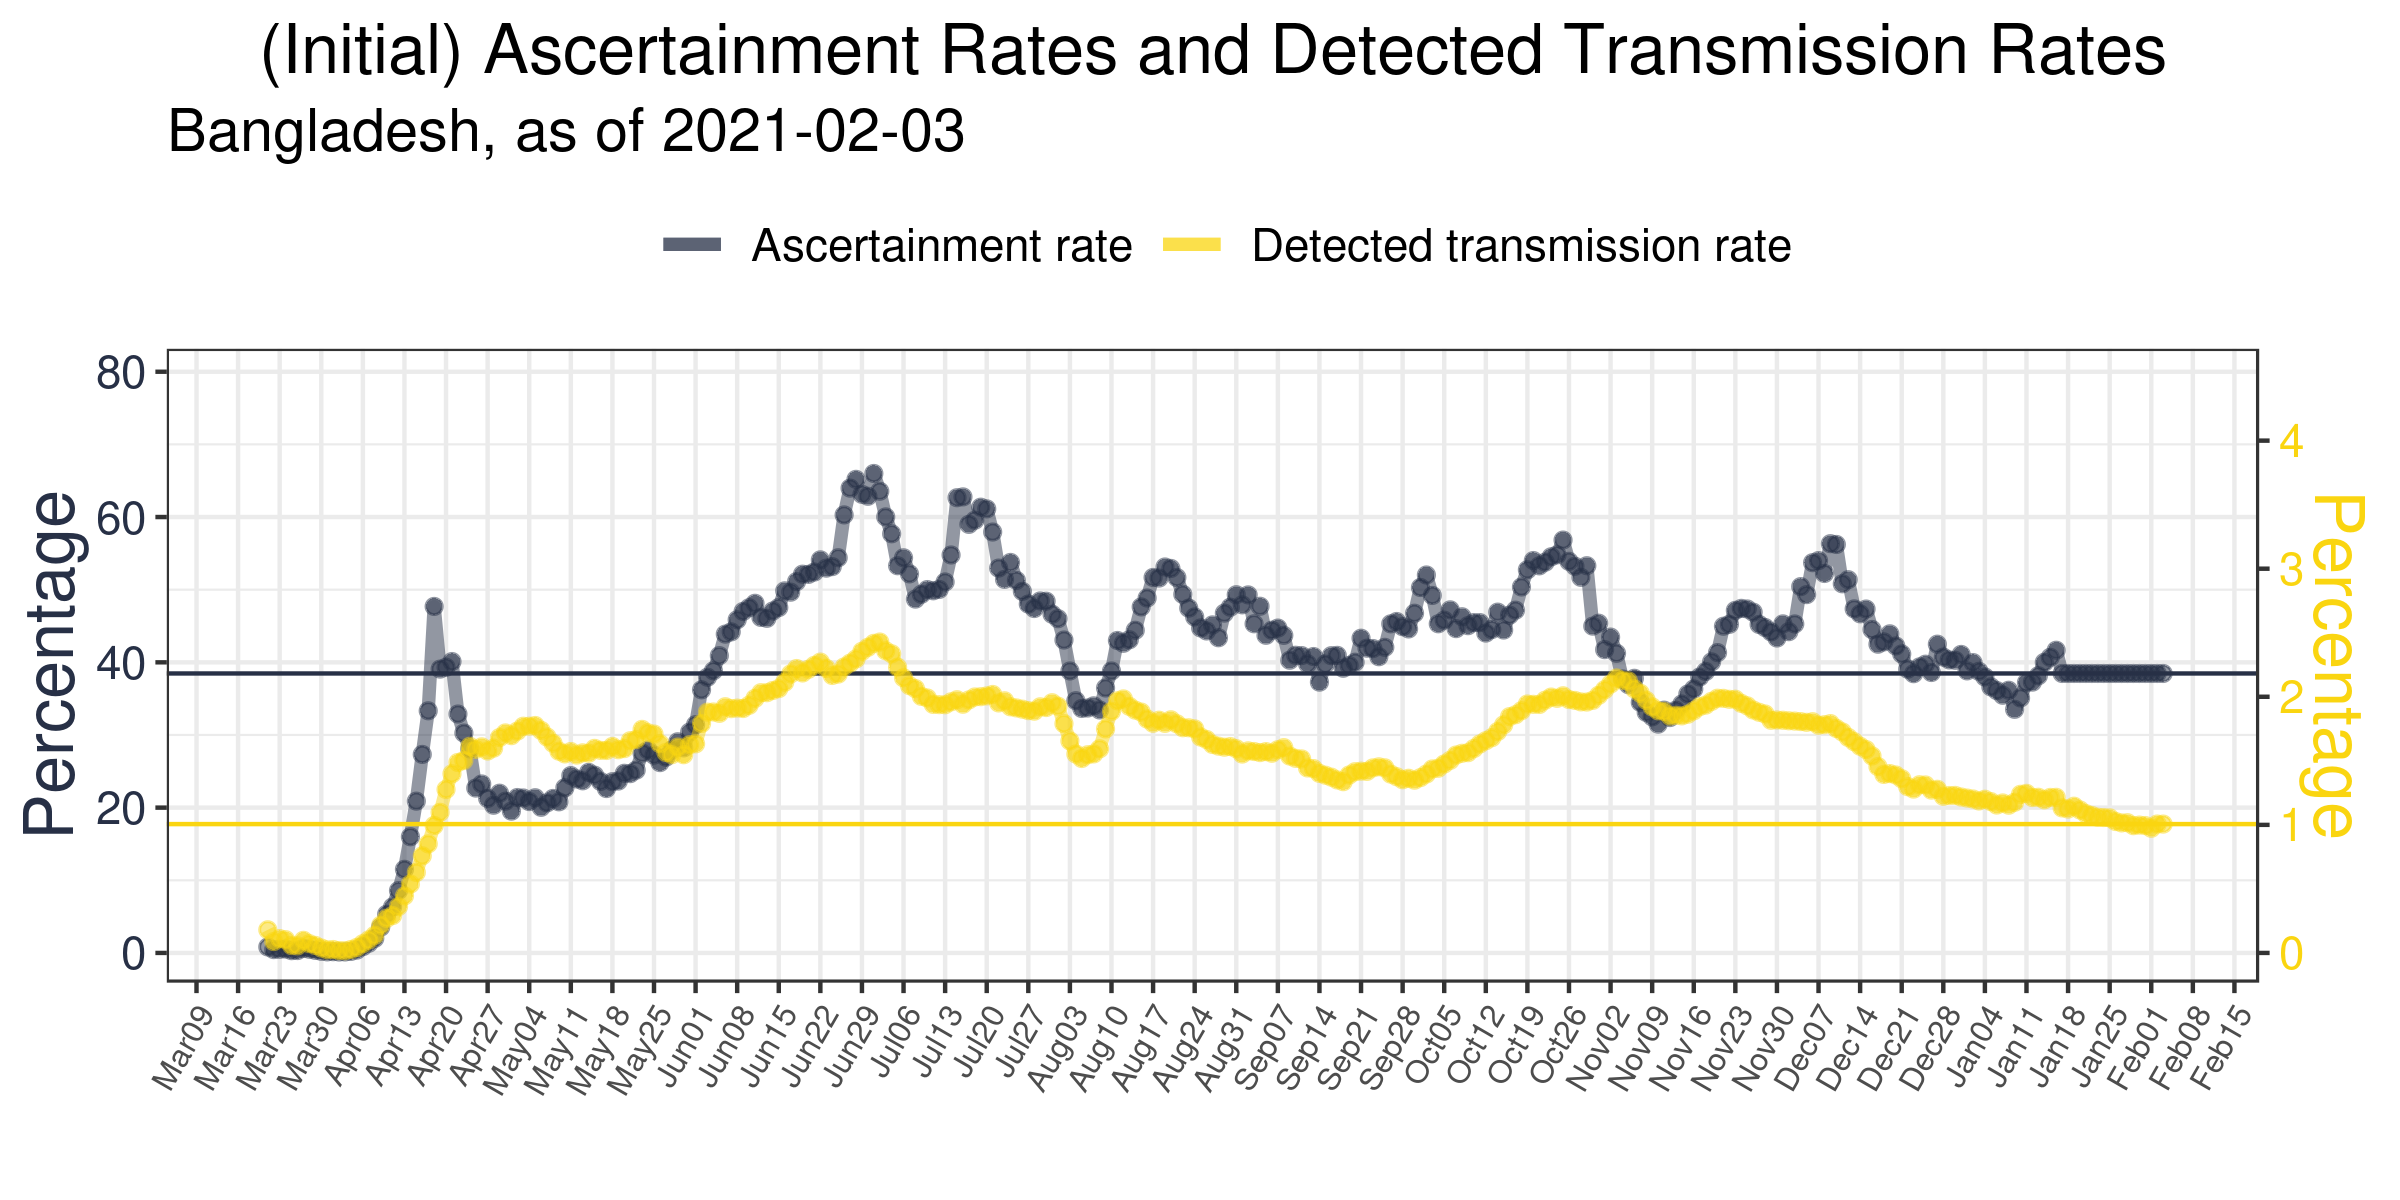 (Initial) Ascertainment Rates and Detected Transmission Rates
Bangladesh, as of 2021-02-03
Ascertainment rate Detected transmission rate
Percentage
80
60
40
20
0
4
3
2
1
0
Percentage
Mar09 Mar16 Mar23 Mar30 Apr06 Apr13 Apr20 Apr27 May04 May11 May18 May25 Jun01 Jun08 Jun15 Jun22 Jun29 Jul06 Jul13 Jul20 Jul27 Aug03 Aug10 Aug17 Aug24 Aug31 Sep07 Sep14 Sep21 Sep28 Oct05 Oct12 Oct19 Oct26 Nov02 Nov09 Nov16 Nov23 Nov30 Dec07 Dec14 Dec21 Dec28 Jan04 Jan11 Jan18 Jan25 Feb01 Feb08 Feb15